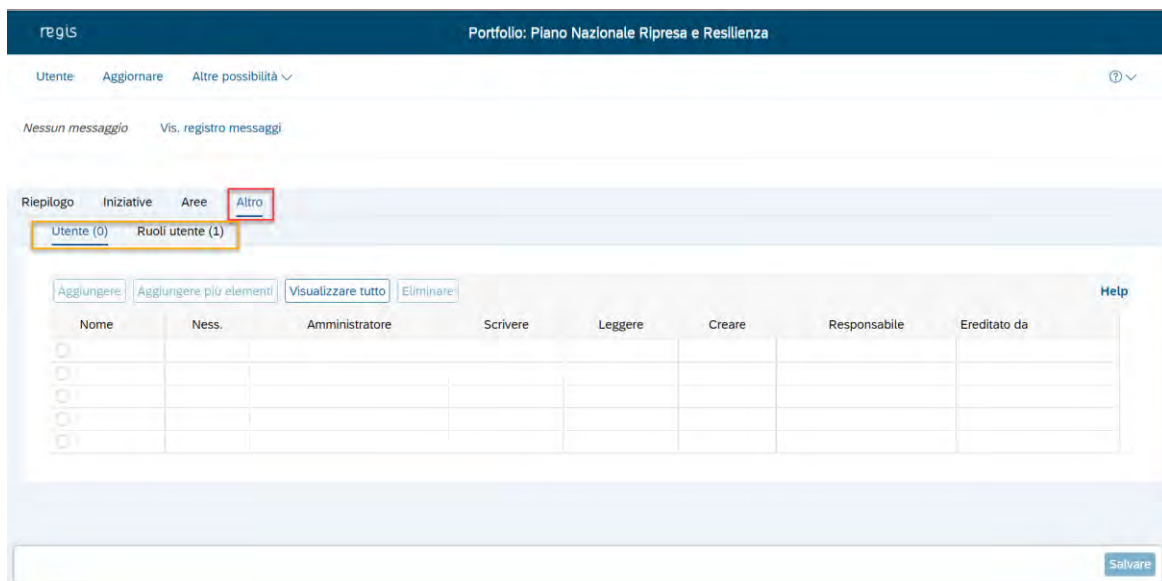 regis Portfolio: Piano Nazionale Ripresa e Resilienza
Utente Aggiornare Altre possibilità
Nessun messaggio Vis. registro messaggi
Riepilogo Iniziative Aree Altro
Utente (0) Ruoli utente (1)
Aggiungere Aggiungere più elementi Visualizzare tutto Eliminare Help
Nome Ness. Amministratore Scrivere Leggere Creare Responsabile Ereditato da
Salvare